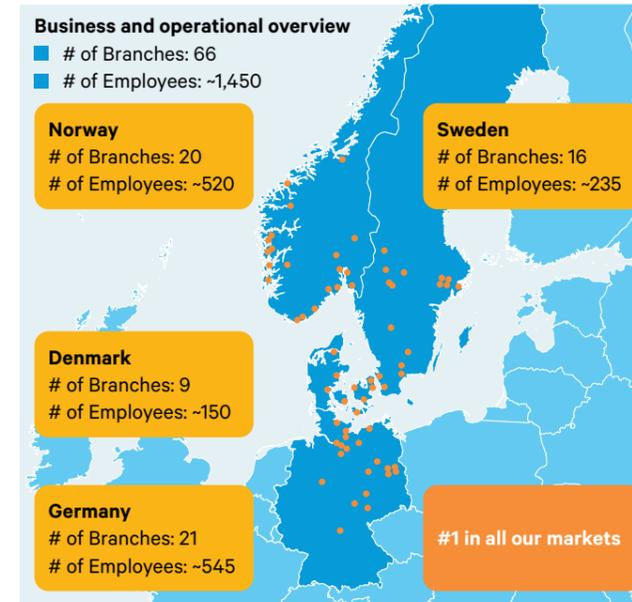 Business and operational overview
# of Branches: 66
# of Employees: ~1,450
Norway
# of Branches: 20
# of Employees: ~520
Sweden
# of Branches: 16
# of Employees: ~235
Denmark
# of Branches: 9
# of Employees: ~150
Germany
# of Branches: 21
# of Employees: ~545
#1 in all our markets